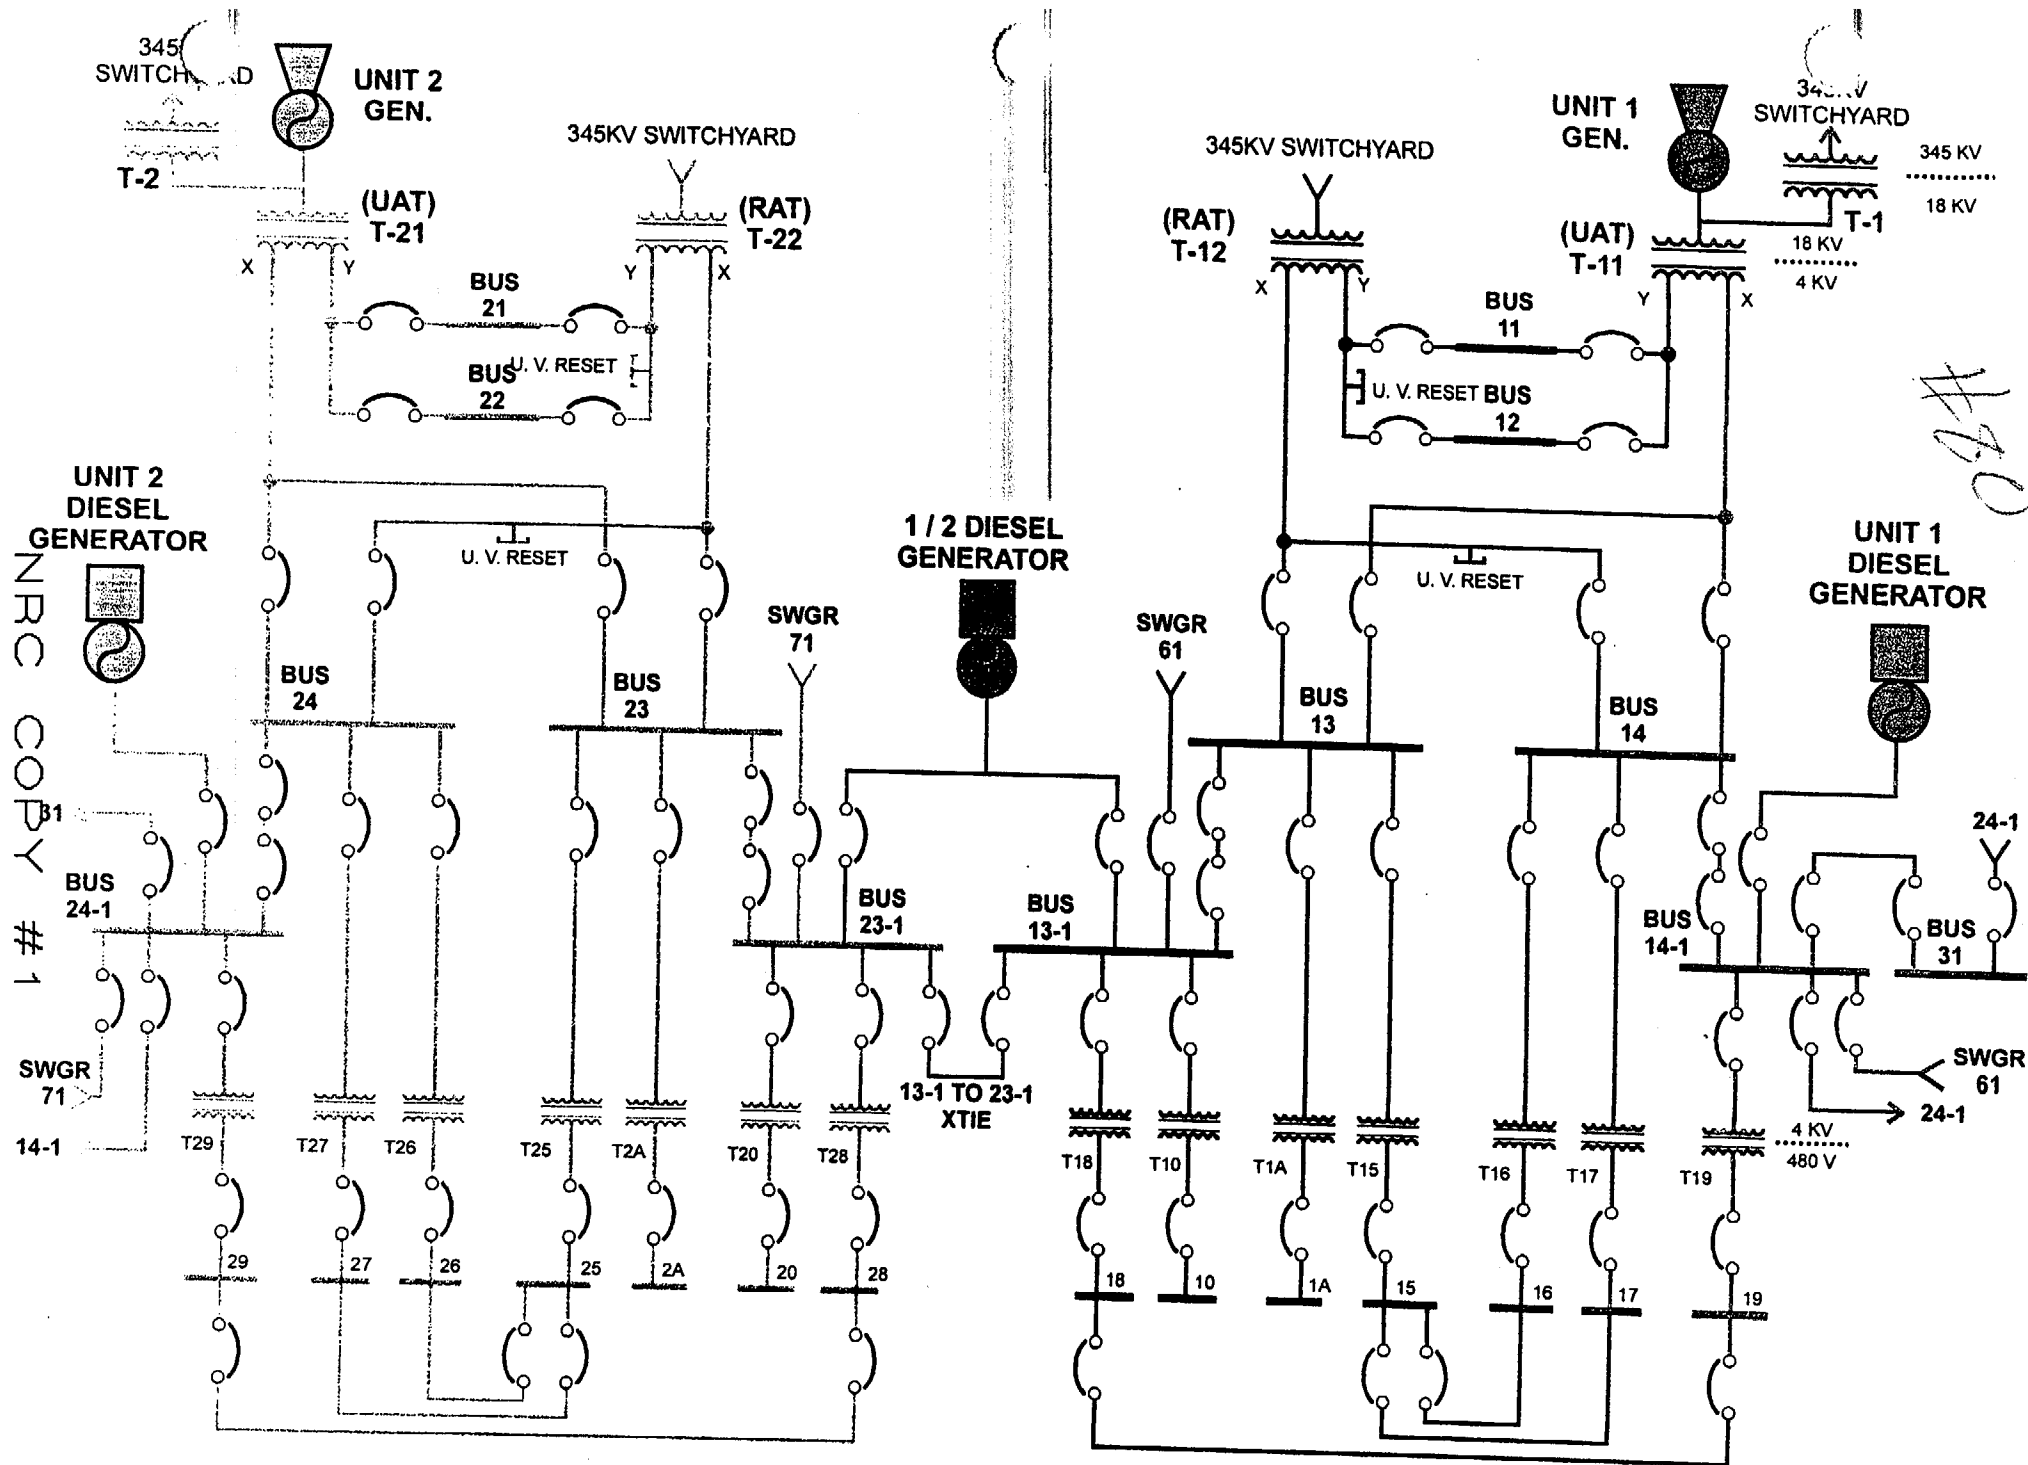 345
SWITCH
D
UNIT 2
GEN.
T-2
(UAT)
T-21
X
Y
345KV SWITCHYARD
(RAT)
T-22
Y
X
BUS
21
U. V. RESET
BUS
22
UNIT 2
DIESEL
GENERATOR
U. V. RESET
BUS
24
BUS
23
SWGR
71
31
BUS
24-1
BUS
23-1
SWGR
71
14-1
T29
T27
T26
T25
T2A
T20
T28
29
27
26
25
2A
20
28
NRC COPY #1
1 / 2 DIESEL
GENERATOR
SWGR
61
13-1 TO 23-1
XTIE
345KV SWITCHYARD
(RAT)
T-12
X
Y
UNIT 1
GEN.
SWITCHYARD
345 KV
18 KV
T-1
(UAT)
T-11
18 KV
4 KV
Y
X
BUS
11
U. V. RESET
BUS
12
U. V. RESET
UNIT 1
DIESEL
GENERATOR
BUS
13
BUS
14
BUS
13-1
BUS
14-1
24-1
BUS
31
SWGR
61
24-1
4 KV
480 V
T18
T10
T1A
T15
T16
T17
T19
18
10
1A
15
16
17
19